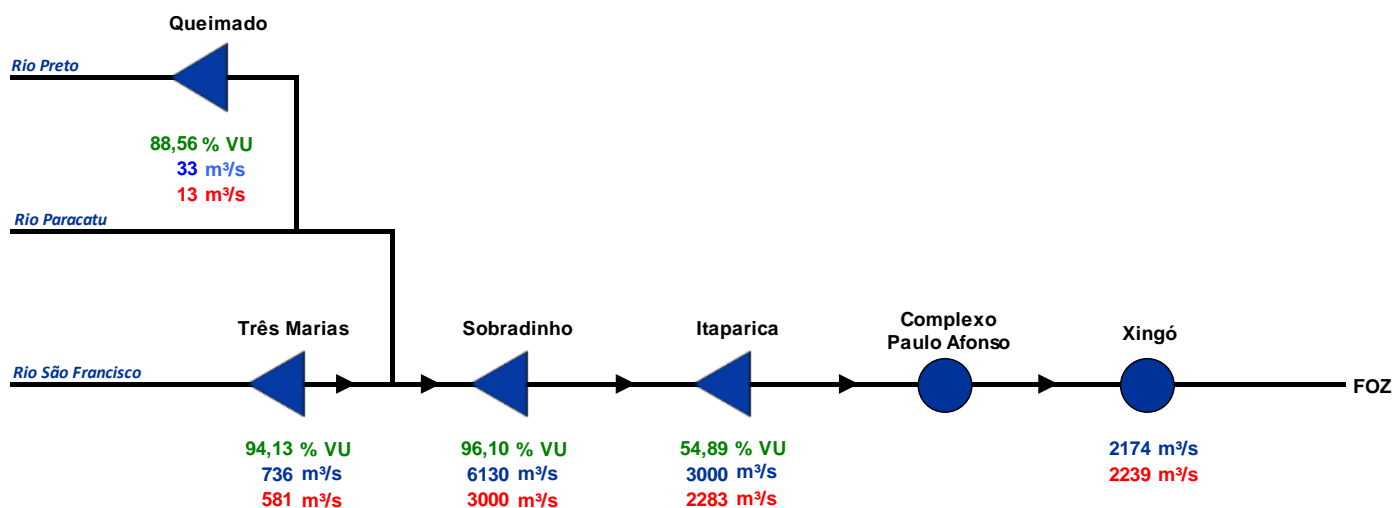 Queimado
Rio Preto
88,56 % VU
33 m³/s
13 m³/s
Rio Paracatu
Três Marias
Sobradinho
Itaparica
Complexo
Paulo Afonso
Xingó
Rio São Francisco
FOZ
94,13 % VU
736 m³/s
581 m³/s
96,10 % VU
6130 m³/s
3000 m³/s
54,89 % VU
3000 m³/s
2283 m³/s
2174 m³/s
2239 m³/s